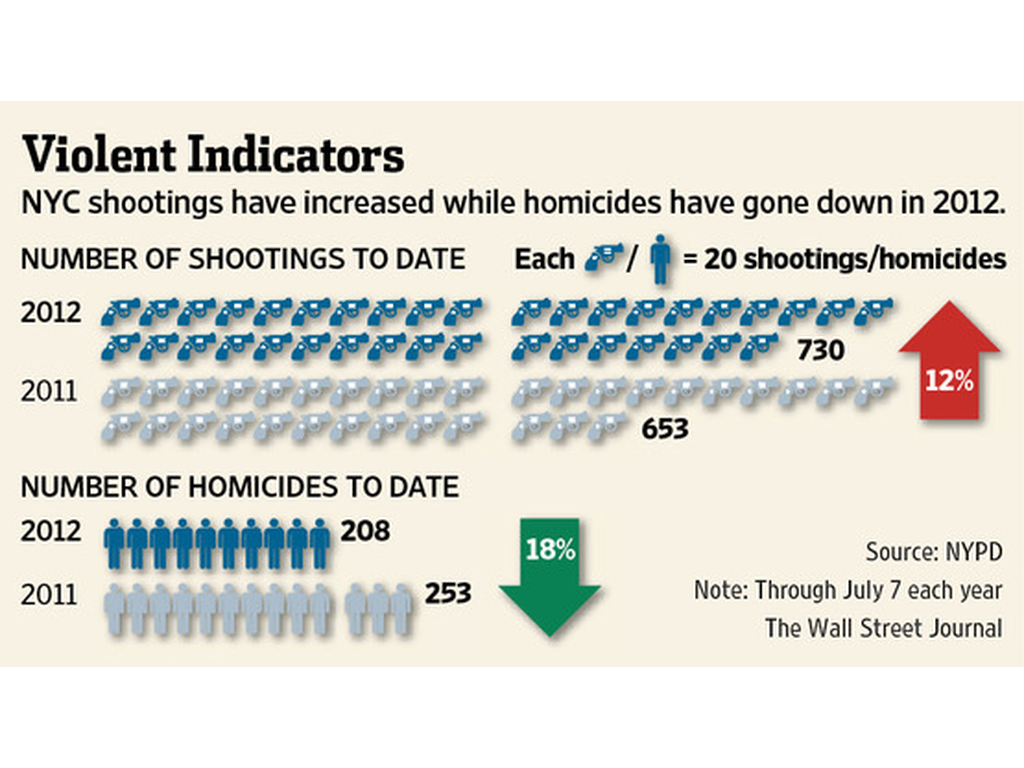 Violent Indicators
NYC shootings have increased while homicides have gone down in 2012.
NUMBER OF SHOOTINGS TO DATE
Each / = 20 shootings/homicides
2012
730
2011
653
12%
NUMBER OF HOMICIDES TO DATE
2012 208
2011 253
18%
Source: NYPD
Note: Through July 7 each year
The Wall Street Journal